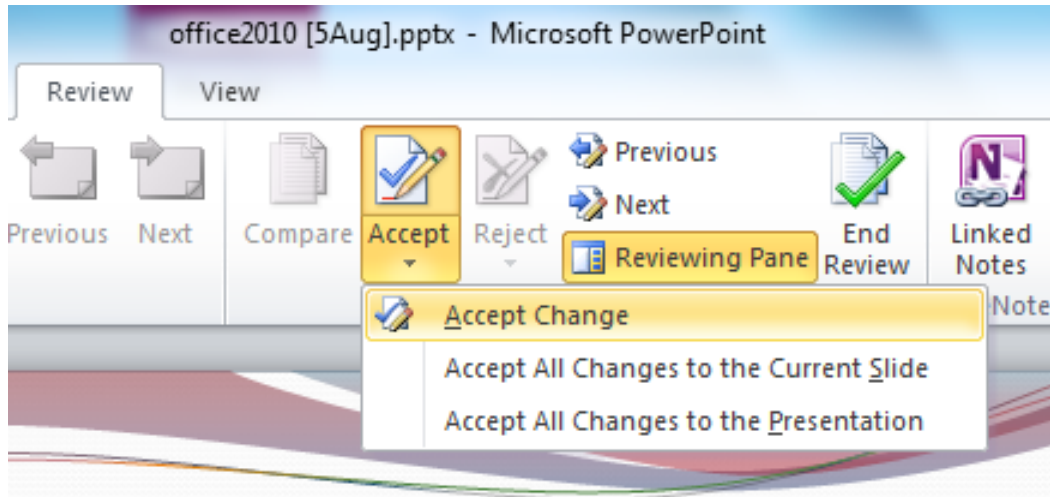 office2010 [5Aug].pptx - Microsoft PowerPoint
Review View
Previous
Next
Compare
Accept
Reject
Previous
Next
Reviewing Pane
End
Review
Linked
Notes
Note
Accept Change
Accept All Changes to the Current Slide
Accept All Changes to the Presentation